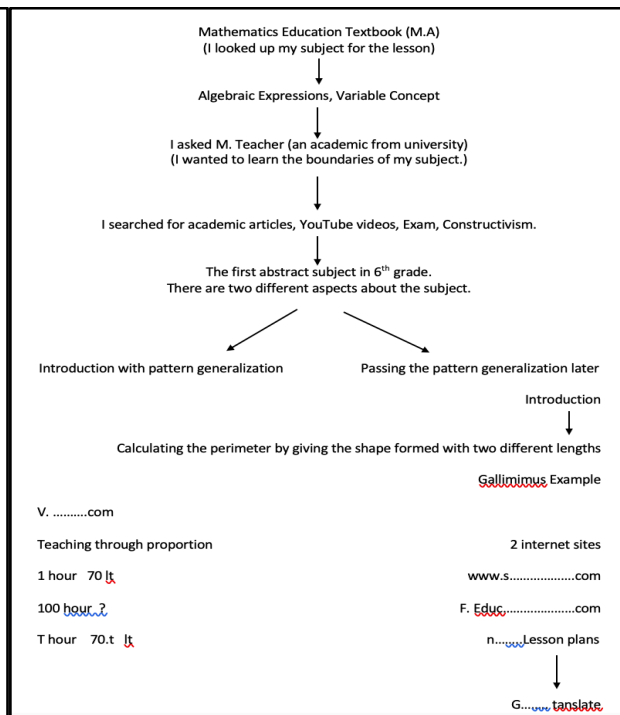 Mathematics Education Textbook (M.A)
(I looked up my subject for the lesson)
Algebraic Expressions, Variable Concept
I asked M. Teacher (an academic from university)
(I wanted to learn the boundaries of my subject.)
I searched for academic articles, YouTube videos, Exam, Constructivism.
The first abstract subject in 6th grade.
There are two different aspects about the subject.
Introduction with pattern generalization
Passing the pattern generalization later
Introduction
Calculating the perimeter by giving the shape formed with two different lengths
Gallimimus Example
V. ..........com
Teaching through proportion
2 internet sites
1 hour 70 lt
www.s...................com
100 hour ?
F. Educ.....................com
T hour 70.t lt
n........Lesson plans
G....... tanslate